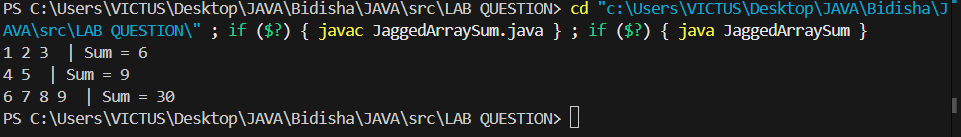 PS C:\Users\VICTUS\Desktop\JAVA\Bidisha\JAVA\src\LAB QUESTION> cd "c:\Users\VICTUS\Desktop\JAVA\Bidisha\J
AVA\src\LAB QUESTION\" ; if ($?) { javac JaggedArraySum.java } ; if ($?) { java JaggedArraySum }
1 2 3  | Sum = 6
4 5  | Sum = 9
6 7 8 9  | Sum = 30
PS C:\Users\VICTUS\Desktop\JAVA\Bidisha\JAVA\src\LAB QUESTION>